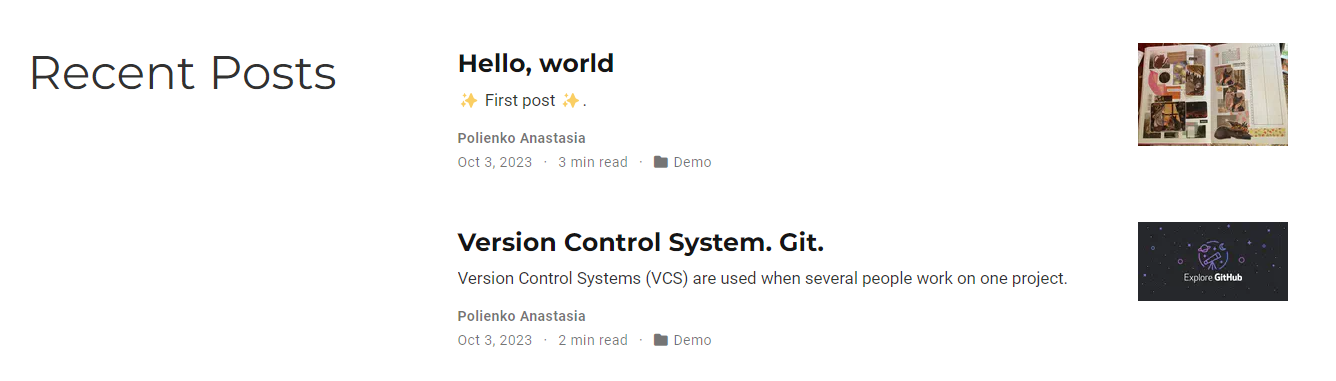 Recent Posts
Hello, world
✨ First post ✨.
Polienko Anastasia
Oct 3, 2023 · 3 min read · Demo
Version Control System. Git.
Version Control Systems (VCS) are used when several people work on one project.
Explore GitHub
Polienko Anastasia
Oct 3, 2023 · 2 min read · Demo